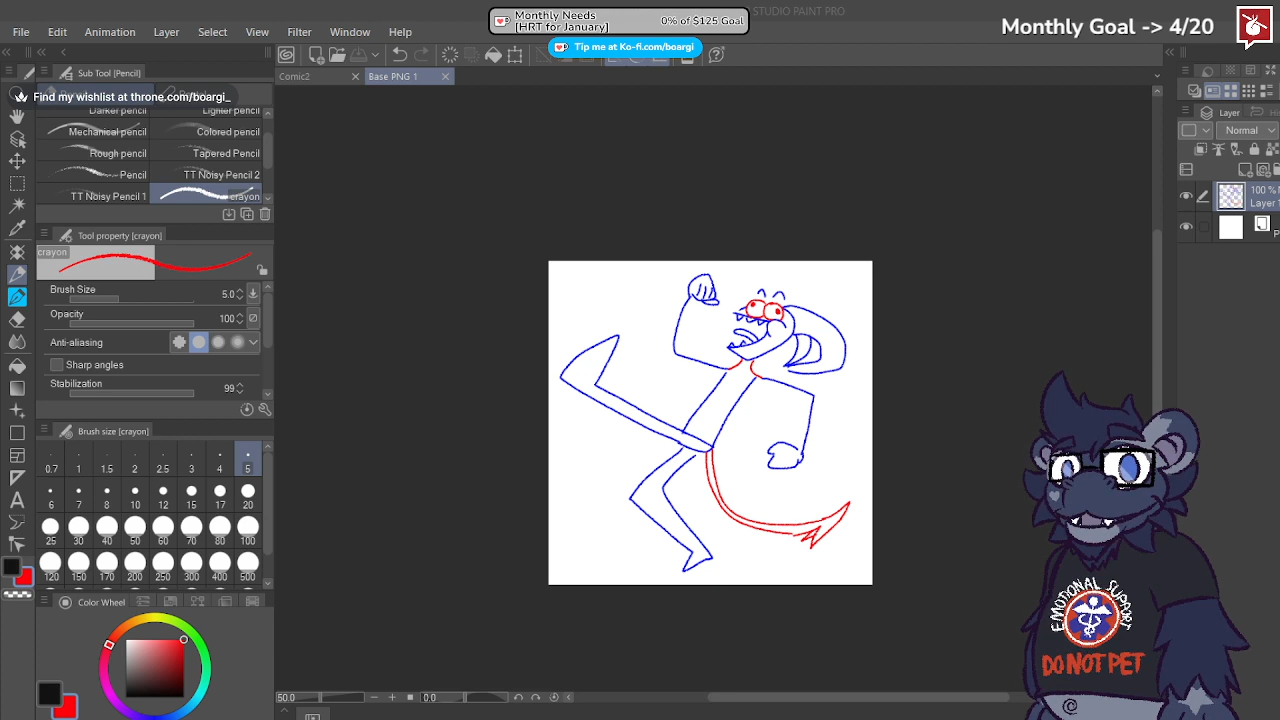 Monthly Needs
[HRT for January]
0% of $125 Goal
STUDIO PAINT PRO
Tip me at Ko-fi.com/boargi
Monthly Goal -> 4/20
File Edit Animation Layer Select View Filter Window Help
Sub Tool [Pencil]
Comic2
Base PNG 1
Find my wishlist at throne.com/boargi_
Darker pencil Lighter pencil
Mechanical pencil Colored pencil
Rough pencil Tapered Pencil
Pencil TT Noisy Pencil 2
TT Noisy Pencil 1 crayon
Tool property [crayon]
crayon
Brush Size 5.0
Opacity 100
Anti-aliasing
Sharp angles
Stabilization 99
Brush size [crayon]
0.7 1 1.5 2 2.5 3 4 5
6 7 8 10 12 15 17 20
25 30 40 50 60 70 80 100
120 150 170 200 250 300 400 500
Color Wheel
50.0
0.0
Layer
Normal
100 %
Layer 1
P
EMOTIONAL SUPPORT
DO NOT PET